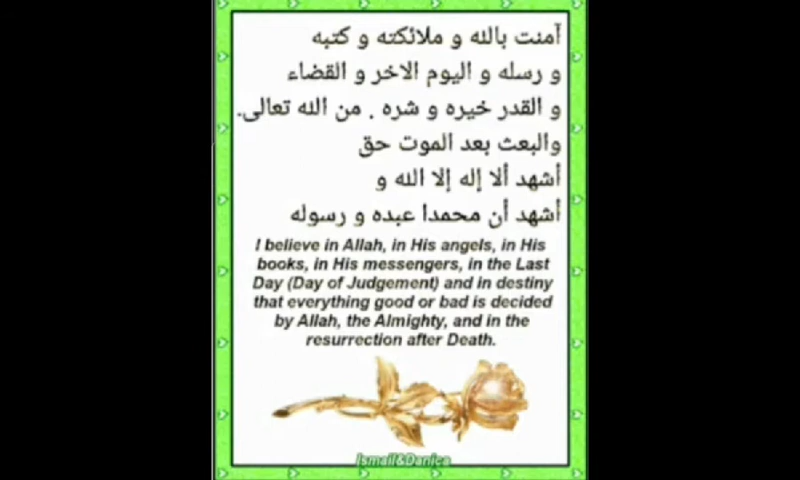 آمنت بالله و ملائكته و كتبه
و رسله و اليوم الاخر و القضاء
و القدر خيره و شره . من الله تعالى.
والبعث بعد الموت حق
أشهد ألا إله إلا الله و
أشهد أن محمدا عبده و رسوله
I believe in Allah, in His angels, in His
books, in His messengers, in the Last
Day (Day of Judgement) and in destiny
that everything good or bad is decided
by Allah, the Almighty, and in the
resurrection after Death.
Ismail&Danica